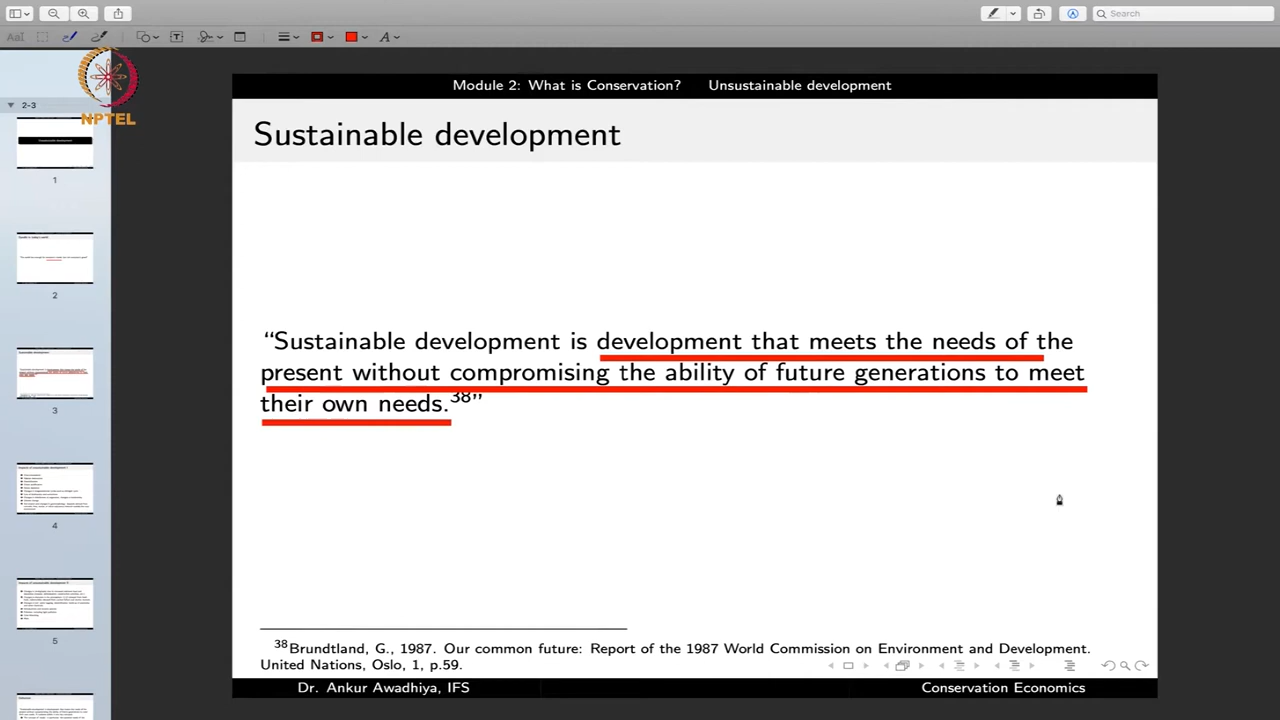 Search
AaI
T
A
NPTEL
2-3
1
2
3
4
5
Module 2: What is Conservation? Unsustainable development
Sustainable development
“Sustainable development is development that meets the needs of the
present without compromising the ability of future generations to meet
their own needs.38”
38Brundtland, G., 1987. Our common future: Report of the 1987 World Commission on Environment and Development.
United Nations, Oslo, 1, p.59.
Dr. Ankur Awadhiya, IFS Conservation Economics